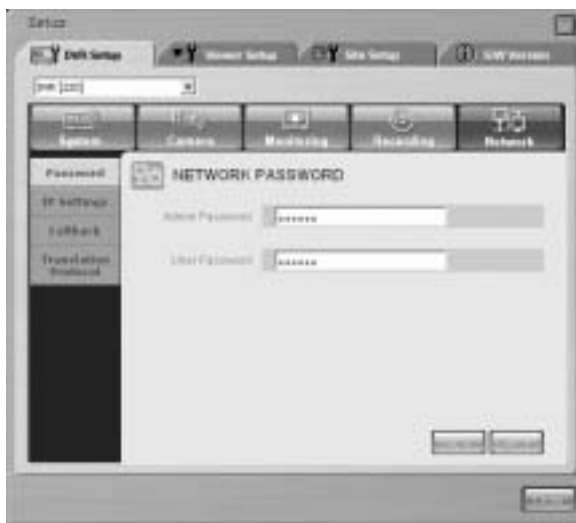 Setup
DVR Setup
Viewer Setup
Site Setup
S/W Version
System
Camera
Monitoring
Recording
Network
Password
IP Settings
Callback
Translation
Protocol
NETWORK PASSWORD
Admin Password
******
User Password
******